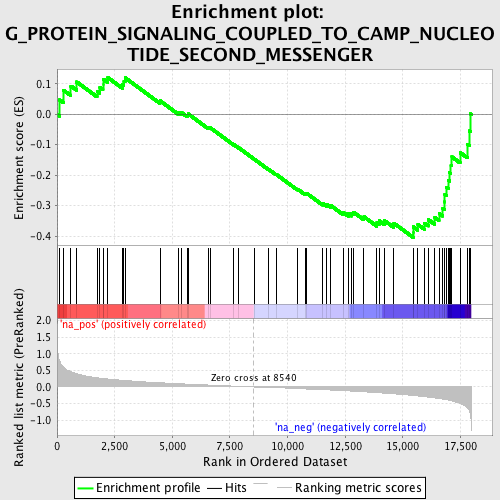 Enrichment plot:
G_PROTEIN_SIGNALING_COUPLED_TO_CAMP_NUCLEO
TIDE_SECOND_MESSENGER
Enrichment score (ES)
0.1
0.0
-0.1
-0.2
-0.3
-0.4
'na_pos' (positively correlated)
Ranked list metric (PreRanked)
2.0
1.5
1.0
0.5
0.0
-0.5
-1.0
Zero cross at 8540
'na_neg' (negatively correlated)
0
2,500
5,000
7,500
10,000
12,500
15,000
17,500
Rank in Ordered Dataset
Enrichment profile
Hits
Ranking metric scores